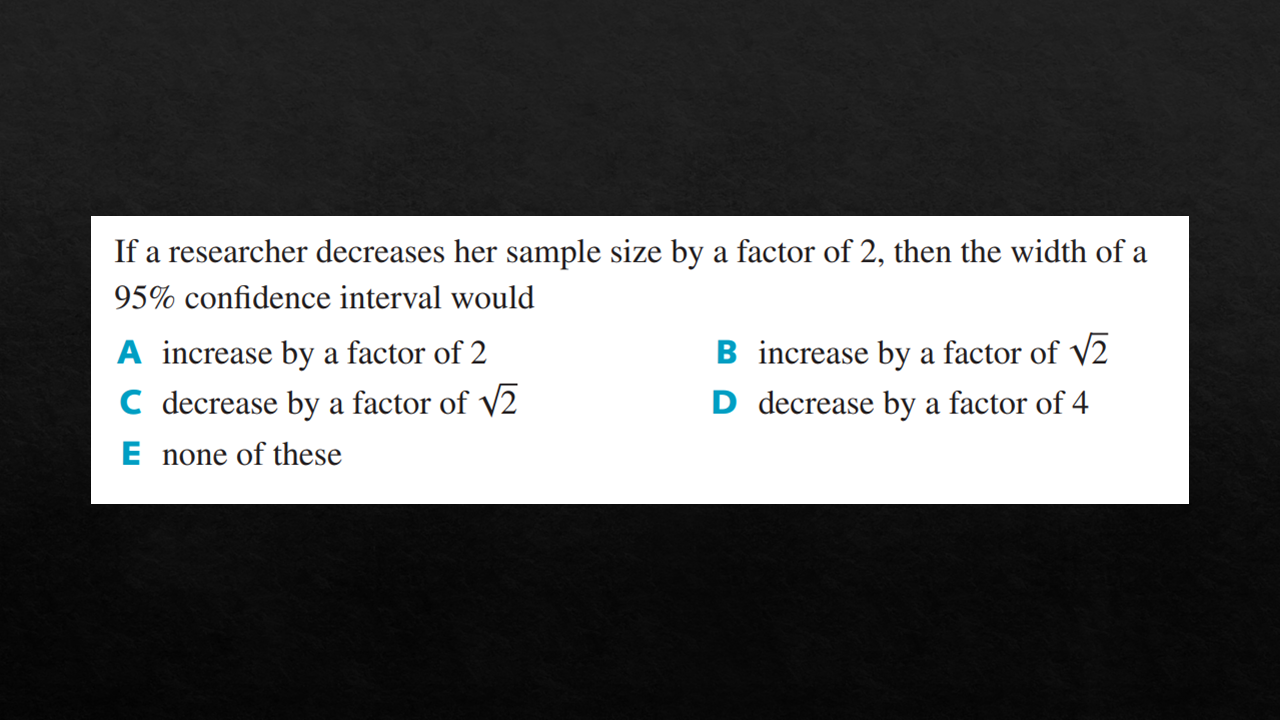 If a researcher decreases her sample size by a factor of 2, then the width of a
95% confidence interval would
A increase by a factor of 2
B increase by a factor of √2
C decrease by a factor of √2
D decrease by a factor of 4
E none of these